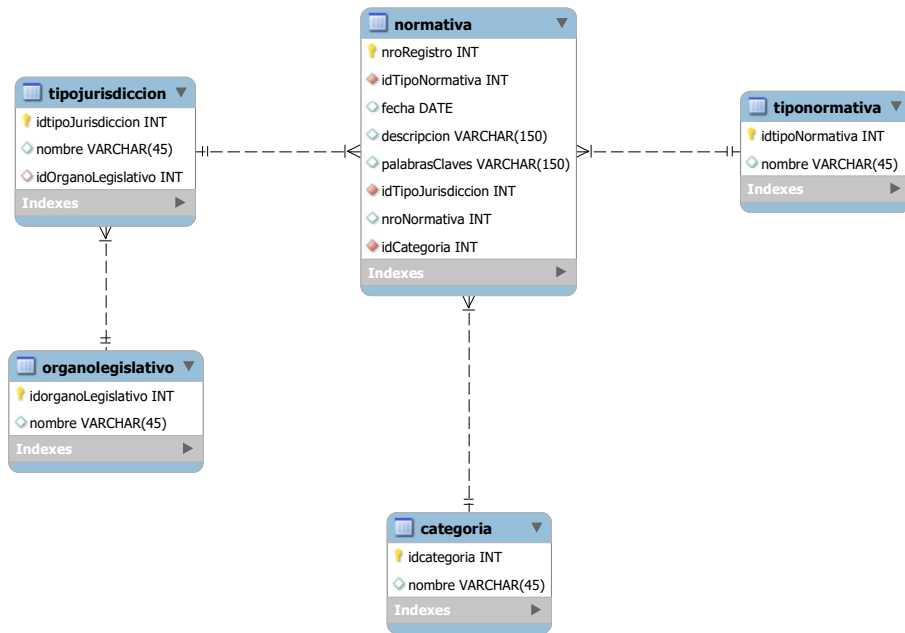 normativa
nroRegistro INT
idTipoNormativa INT
fecha DATE
descripcion VARCHAR(150)
palabrasClaves VARCHAR(150)
idTipoJurisdiccion INT
nroNormativa INT
idCategoria INT
Indexes
tipojurisdiccion
idtipoJurisdiccion INT
nombre VARCHAR(45)
idOrganoLegislativo INT
Indexes
tiponormativa
idtipoNormativa INT
nombre VARCHAR(45)
Indexes
organolegislativo
idorganoLegislativo INT
nombre VARCHAR(45)
Indexes
categoria
idcategoria INT
nombre VARCHAR(45)
Indexes